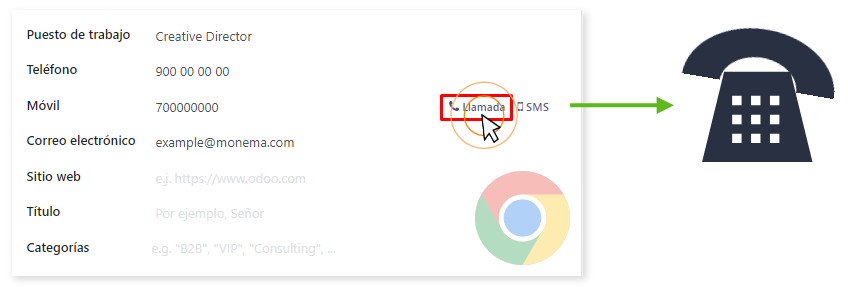 Puesto de trabajo Creative Director
Teléfono 900 00 00 00
Móvil 700000000 Llamada SMS
Correo electrónico example@monema.com
Sitio web e.j. https://www.odoo.com
Título Por ejemplo, Señor
Categorías e.g. "B2B", "VIP", "Consulting", ...